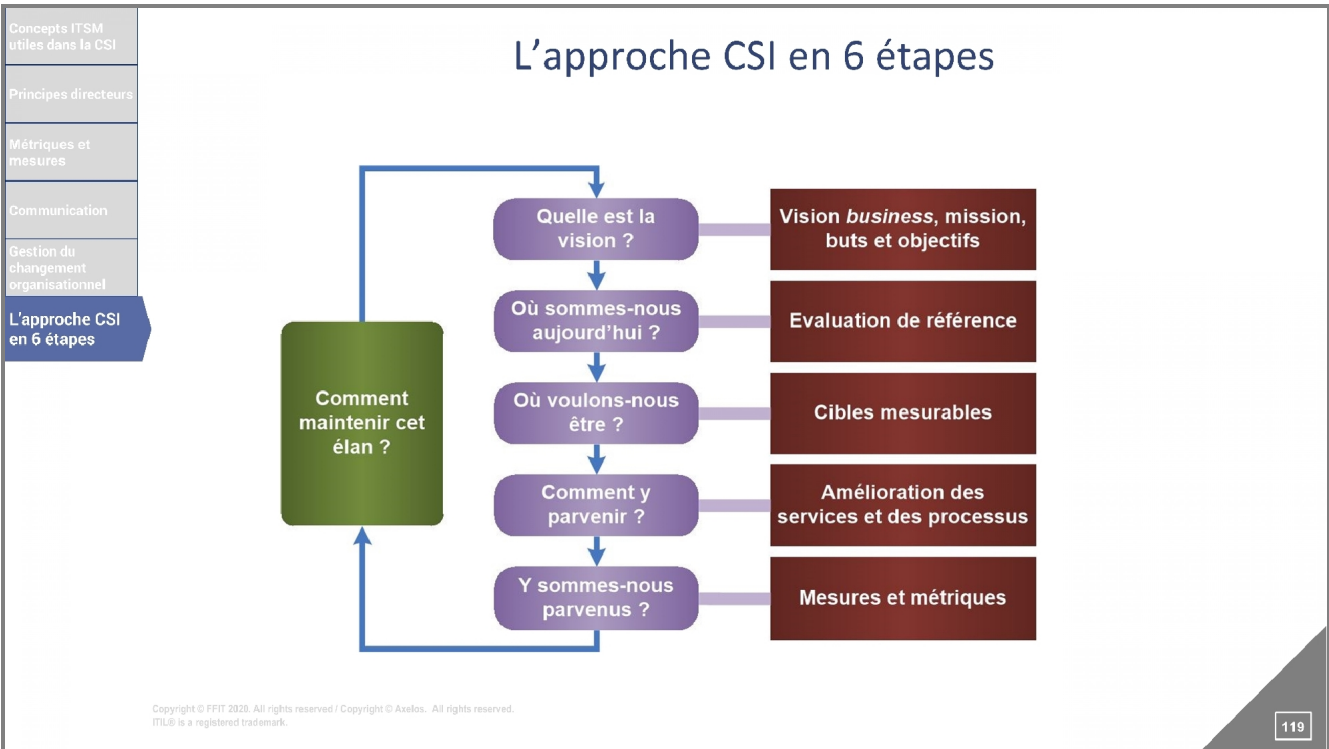 Concepts ITSM
utiles dans la CSI
Principes directeurs
Métriques et
mesures
Communication
Gestion du
changement
organisationnel
L'approche CSI
en 6 étapes
L’approche CSI en 6 étapes
Quelle est la
vision ?
Vision business, mission,
buts et objectifs
Où sommes-nous
aujourd’hui ?
Evaluation de référence
Où voulons-nous
être ?
Cibles mesurables
Comment y
parvenir ?
Amélioration des
services et des processus
Y sommes-nous
parvenus ?
Mesures et métriques
Comment
maintenir cet
élan ?
Copyright © FFIT 2020. All rights reserved / Copyright © Axelos. All rights reserved.
ITIL® is a registered trademark.
119